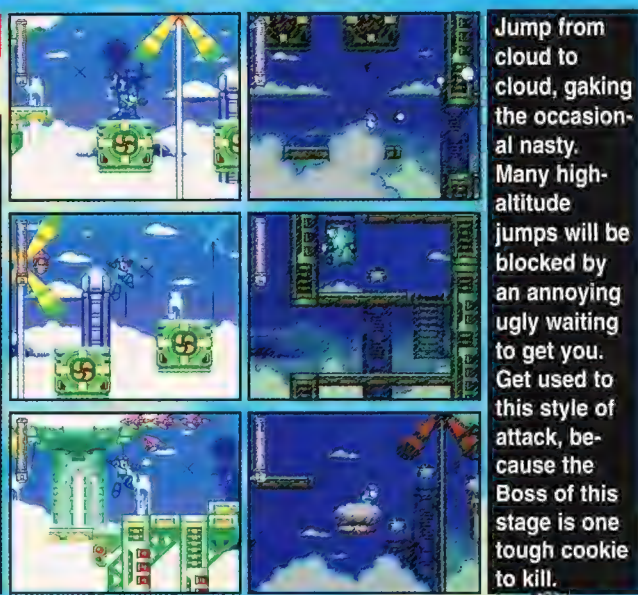 Jump from
cloud to
cloud, gaking
the occasion-
al nasty.
Many high-
altitude
jumps will be
blocked by
an annoying
ugly waiting
to get you.
Get used to
this style of
attack, be-
cause the
Boss of this
stage is one
tough cookie
to kill.